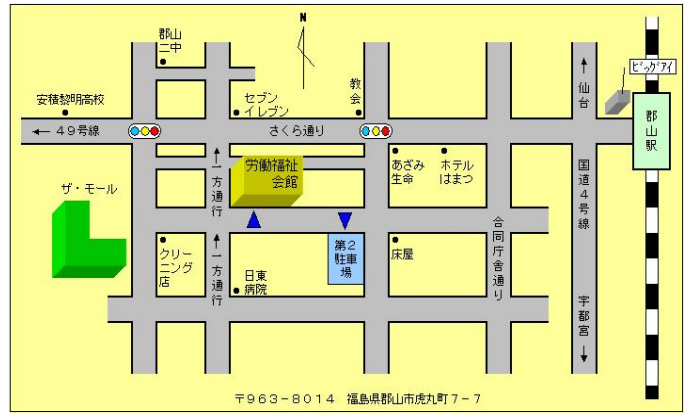 N
郡山
二中
ﾋﾞｯｸﾞｱｲ
↑仙台
安積黎明高校
セブン
イレブン
教会
郡山駅
← 49号線
さくら通り
↑一方通行
労働福祉
会館
あざみ
生命
ホテル
はまつ
国道4号線
ザ・モール
合同庁舎通り
クリー
ニング
店
↑一方通行
第2
駐車
場
床屋
日東
病院
宇都宮↓
〒963-8014 福島県郡山市虎丸町7-7